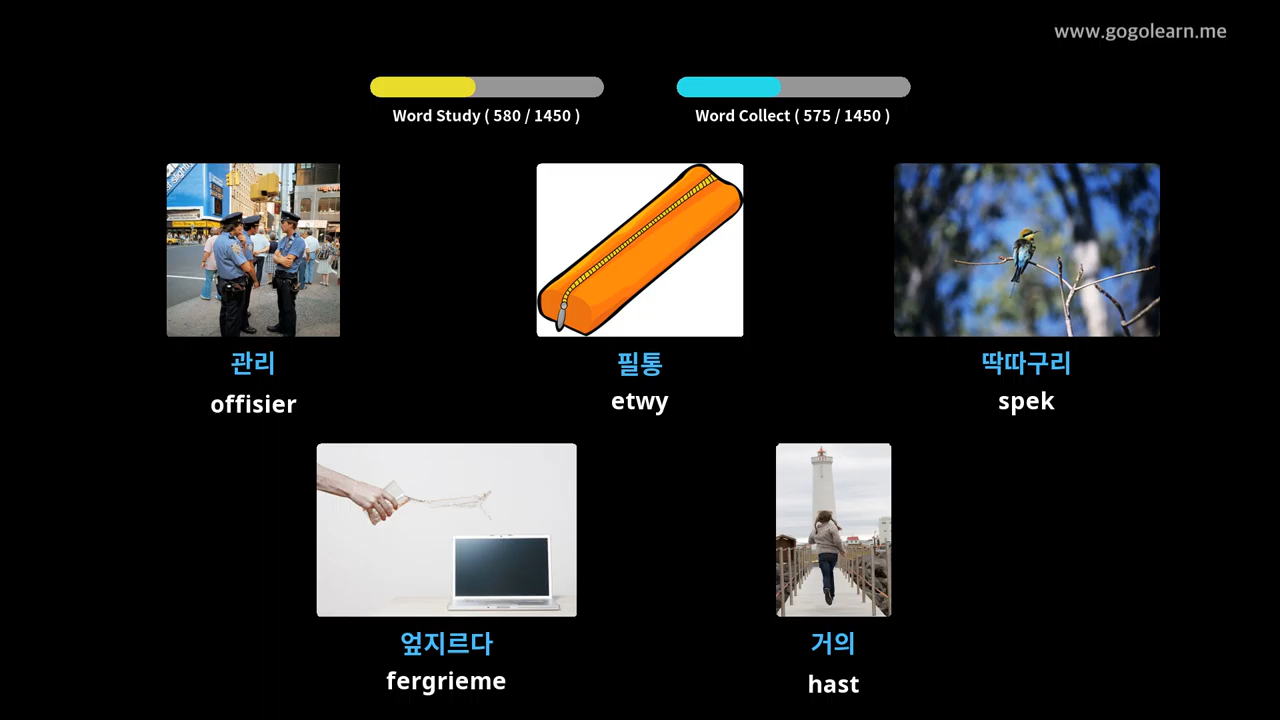 www.gogolearn.me
Word Study ( 580 / 1450 )
Word Collect ( 575 / 1450 )
관리
필통
딱따구리
offisier
etwy
spek
엎지르다
거의
fergrieme
hast